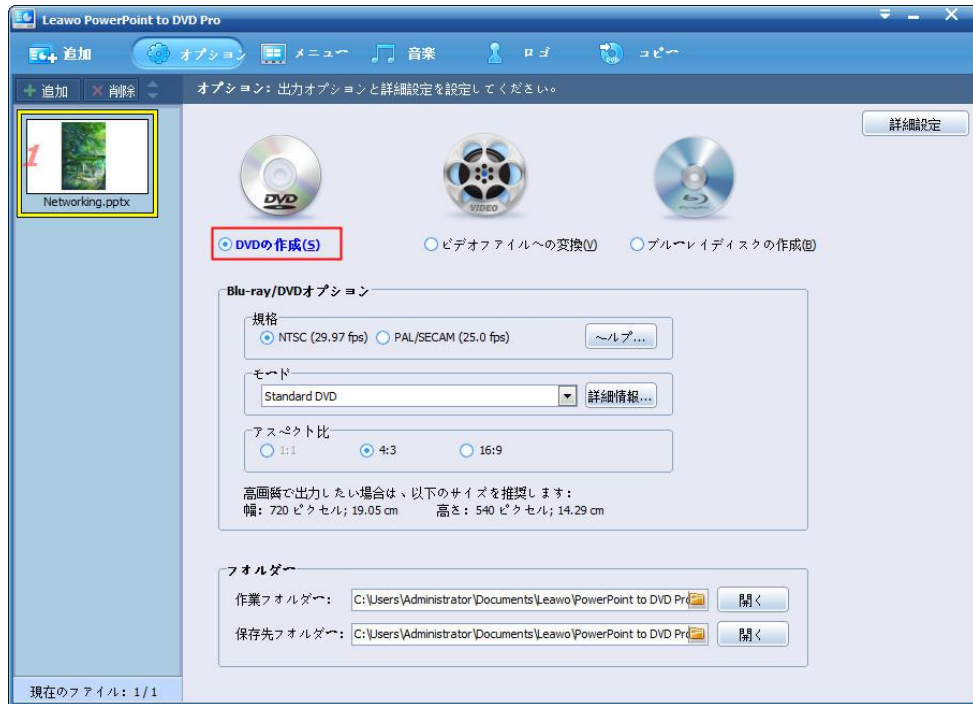 Leawo PowerPoint to DVD Pro
追加 オプション メニュー 音楽 ロゴ コピー
追加 削除
オプション: 出力オプションと詳細設定を設定してください。
詳細設定
1
Networking.pptx
DVD
VIDEO
DVDの作成(S) ビデオファイルへの変換(V) ブルーレイディスクの作成(B)
Blu-ray/DVDオプション
規格
NTSC (29.97 fps) PAL/SECAM (25.0 fps) ヘルプ...
モード
Standard DVD 詳細情報...
アスペクト比
1:1 4:3 16:9
高画質で出力したい場合は、以下のサイズを推奨します:
幅: 720 ピクセル; 19.05 cm 高さ: 540 ピクセル; 14.29 cm
フォルダー
作業フォルダー: C:\Users\Administrator\Documents\Leawo\PowerPoint to DVD Pro 開く
保存先フォルダー: C:\Users\Administrator\Documents\Leawo\PowerPoint to DVD Pro 開く
現在のファイル: 1/1